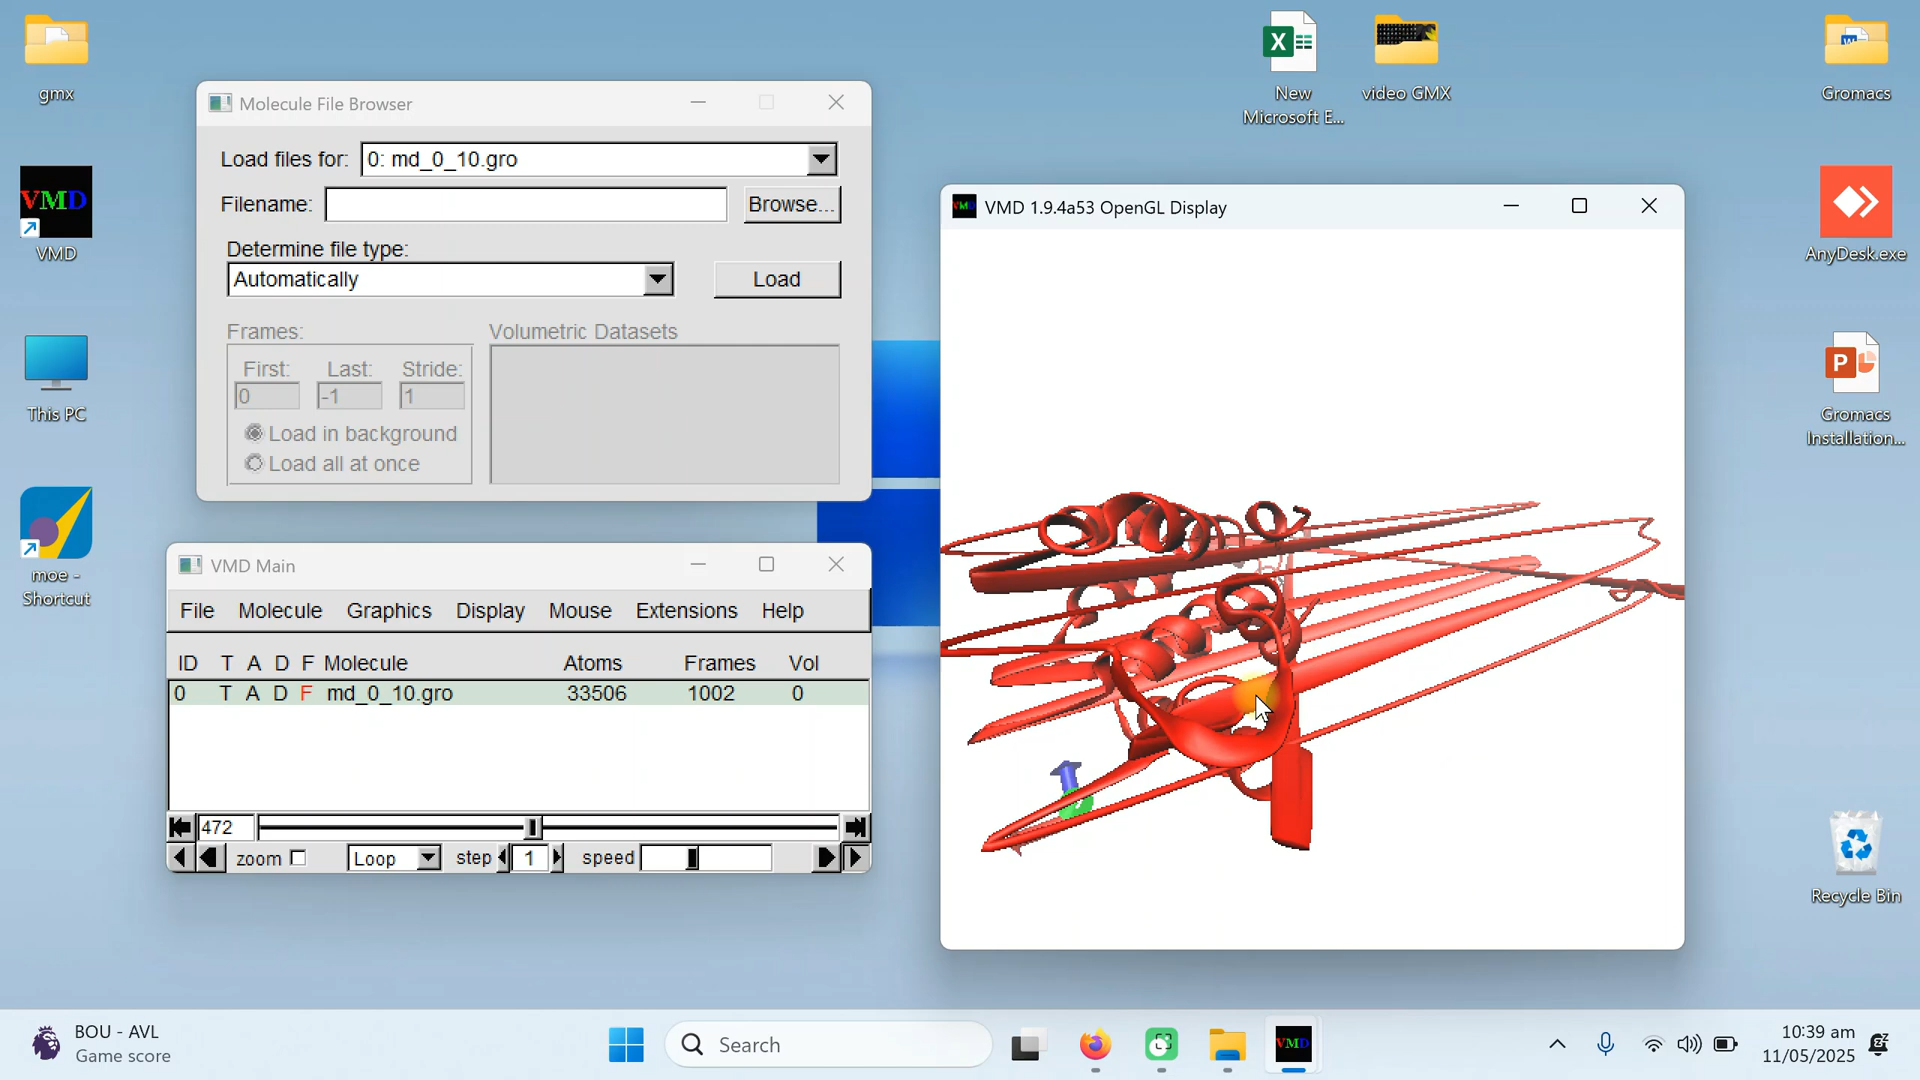 gmx
VMD
VMD
This PC
moe -
Shortcut
Molecule File Browser
Load files for: 0: md_0_10.gro
Filename: Browse...
Determine file type:
Automatically Load
Frames: Volumetric Datasets
First: Last: Stride:
0 -1 1
Load in background
Load all at once
VMD Main
File Molecule Graphics Display Mouse Extensions Help
ID T A D F Molecule Atoms Frames Vol
0 T A D F md_0_10.gro 33506 1002 0
472
zoom Loop step 1 speed
New
Microsoft E...
video GMX
VMD 1.9.4a53 OpenGL Display
Gromacs
AnyDesk.exe
Gromacs
Installation...
Recycle Bin
BOU - AVL
Game score
Search
VMD
10:39 am
11/05/2025